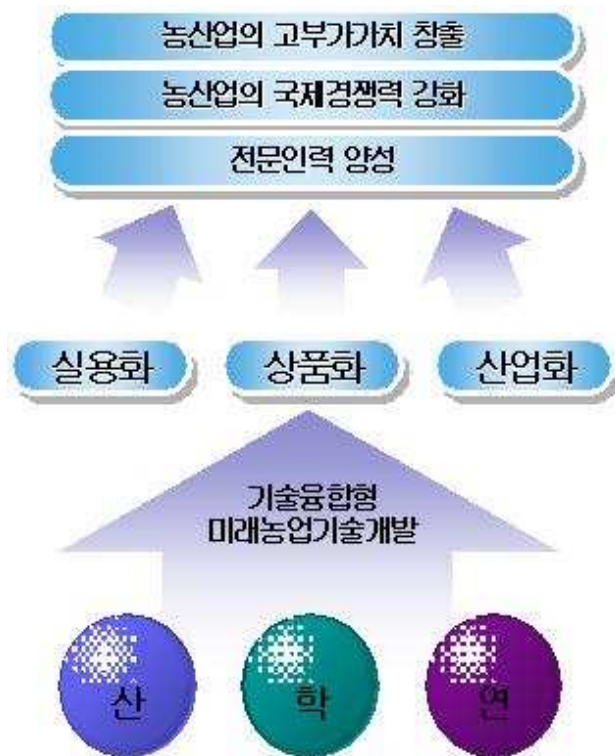 농산업의 고부가가치 창출
농산업의 국제경쟁력 강화
전문인력 양성
실용화
상품화
산업화
기술융합형
미래농업기술개발
산
학
연